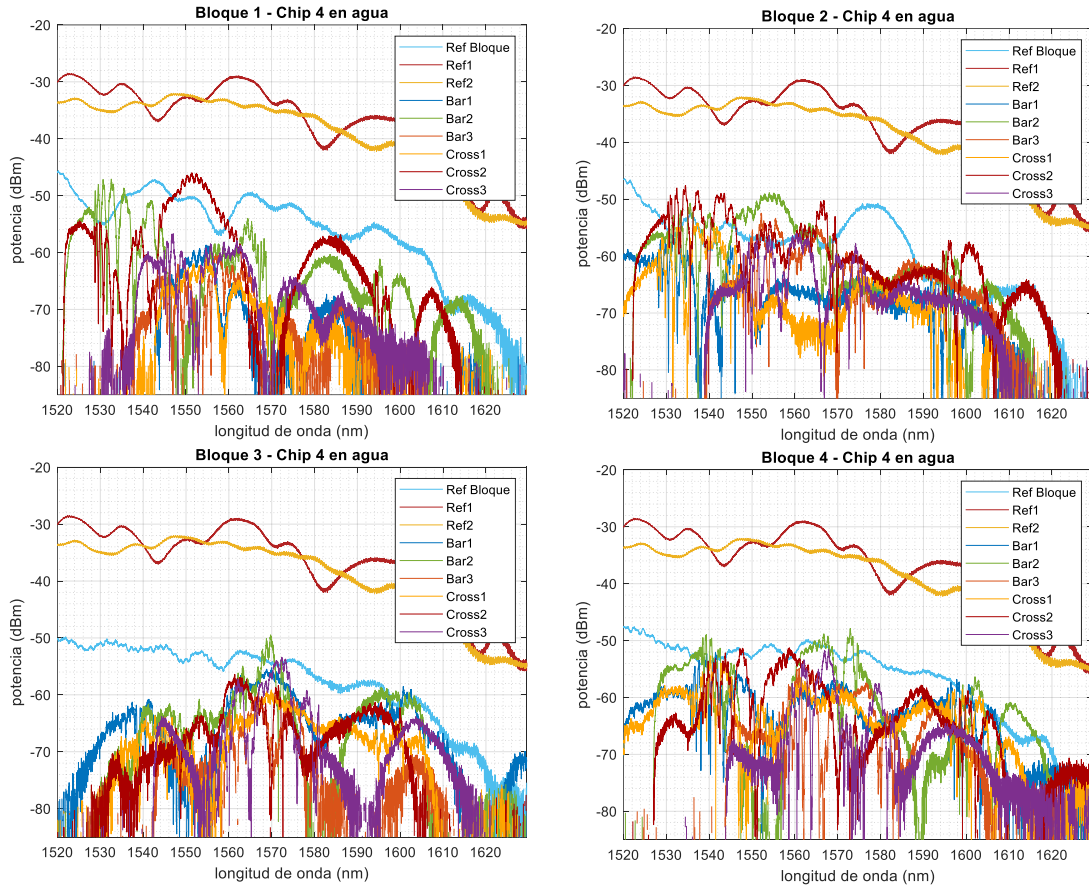 Bloque 1 - Chip 4 en agua
-20
-30
-40
-50
-60
-70
-80
potencia (dBm)
1520 1530 1540 1550 1560 1570 1580 1590 1600 1610 1620
longitud de onda (nm)
Ref Bloque
Ref1
Ref2
Bar1
Bar2
Bar3
Cross1
Cross2
Cross3
Bloque 2 - Chip 4 en agua
-20
-30
-40
-50
-60
-70
-80
potencia (dBm)
1520 1530 1540 1550 1560 1570 1580 1590 1600 1610 1620
longitud de onda (nm)
Ref Bloque
Ref1
Ref2
Bar1
Bar2
Bar3
Cross1
Cross2
Cross3
Bloque 3 - Chip 4 en agua
-20
-30
-40
-50
-60
-70
-80
potencia (dBm)
1520 1530 1540 1550 1560 1570 1580 1590 1600 1610 1620
longitud de onda (nm)
Ref Bloque
Ref1
Ref2
Bar1
Bar2
Bar3
Cross1
Cross2
Cross3
Bloque 4 - Chip 4 en agua
-20
-30
-40
-50
-60
-70
-80
potencia (dBm)
1520 1530 1540 1550 1560 1570 1580 1590 1600 1610 1620
longitud de onda (nm)
Ref Bloque
Ref1
Ref2
Bar1
Bar2
Bar3
Cross1
Cross2
Cross3